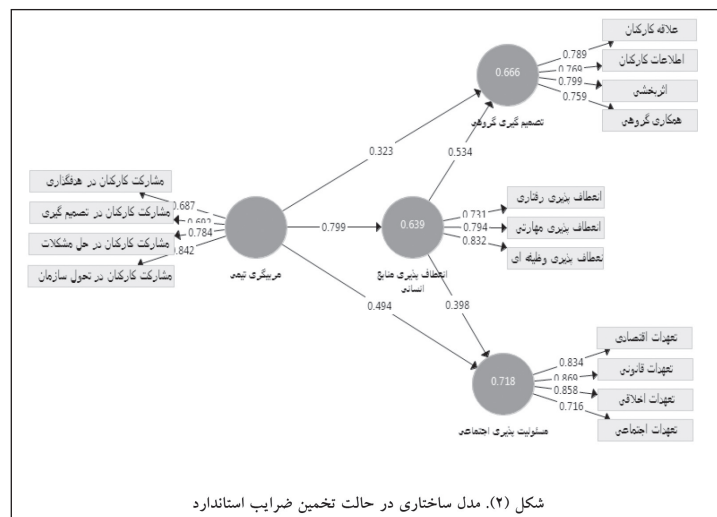 علاقه کارکنان
0.789
اطلاعات کارکنان
0.769
0.666
اثربخشی
0.799
همکاری گروهی
0.759
تصمیم گیری گروهی
0.323
0.534
مشارکت کارکنان در هدفگذاری
0.687
مشارکت کارکنان در تصمیم گیری
0.692
مشارکت کارکنان در حل مشکلات
0.784
مشارکت کارکنان در تحول سازمان
0.842
مربیگری تیمی
0.799
0.639
انعطاف پذیری منابع
انسانی
انعطاف پذیری رفتاری
0.731
انعطاف پذیری مهارتی
0.794
نعطاف پذیری وظیفه ای
0.832
0.494
0.398
تعهدات اقتصادی
0.834
تعهدات قانونی
0.869
0.718
تعهدات اخلاقی
0.858
تعهدات اجتماعی
0.716
مسئولیت پذیری اجتماعی
شکل (۲). مدل ساختاری در حالت تخمین ضرایب استاندارد